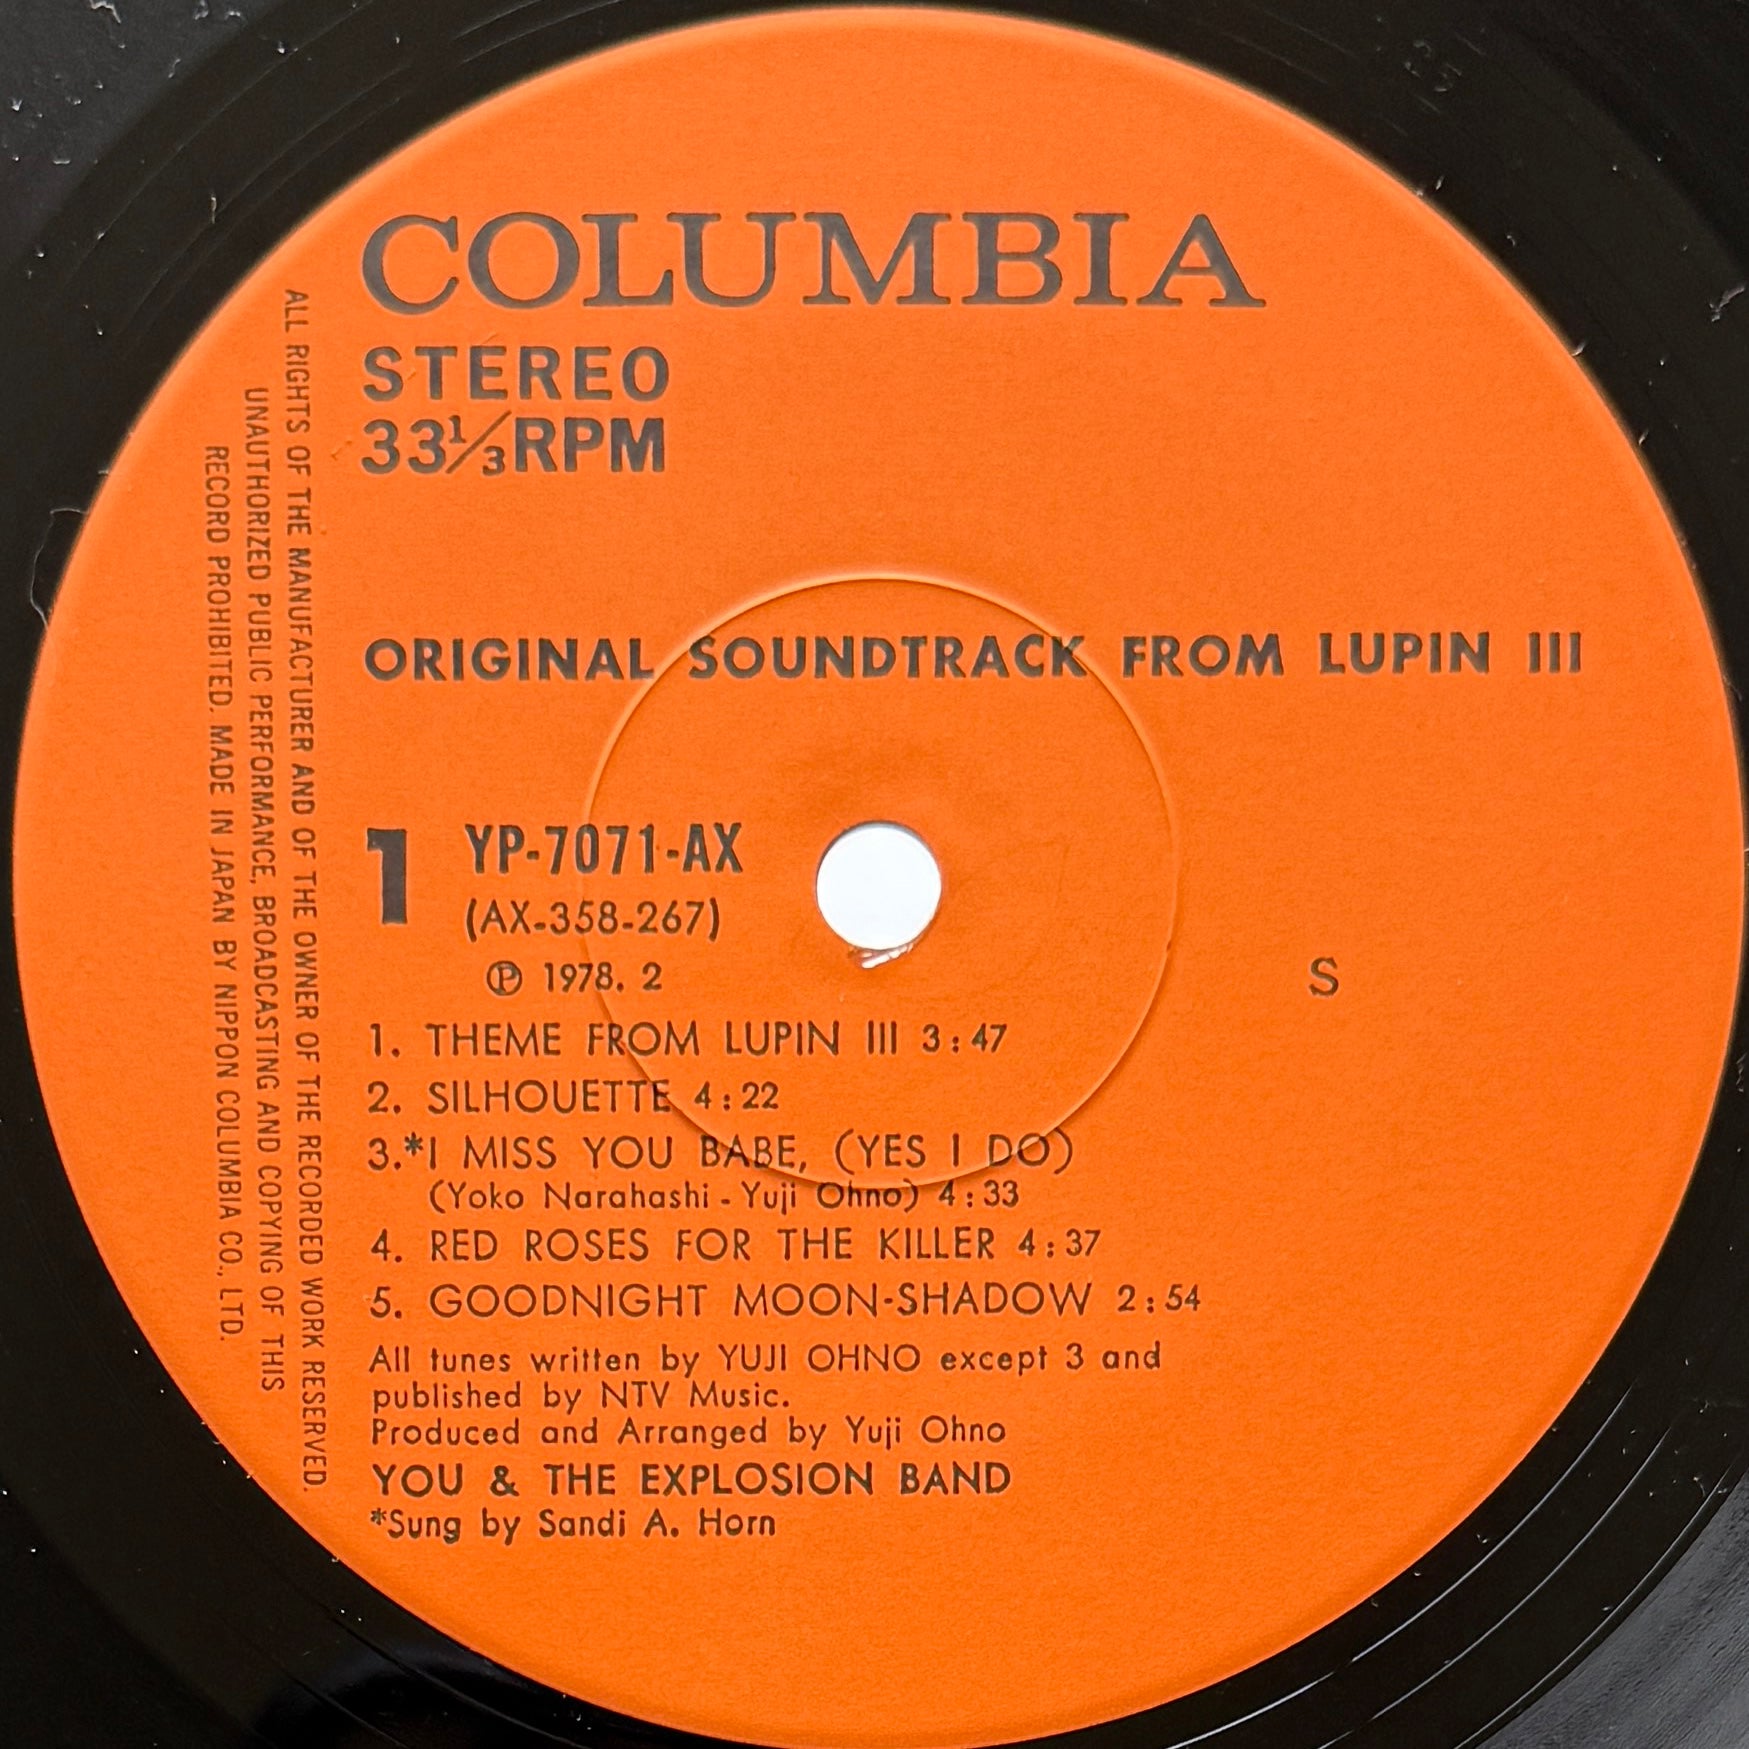 COLUMBIA
STEREO
33⅓RPM
ORIGINAL SOUNDTRACK FROM LUPIN III
1
YP-7071-AX
(AX-358-267)
Ⓟ 1978. 2
S
1. THEME FROM LUPIN III 3:47
2. SILHOUETTE 4:22
3.*I MISS YOU BABE, (YES I DO)
(Yoko Narahashi - Yuji Ohno) 4:33
4. RED ROSES FOR THE KILLER 4:37
5. GOODNIGHT MOON-SHADOW 2:54
All tunes written by YUJI OHNO except 3 and
published by NTV Music.
Produced and Arranged by Yuji Ohno
YOU & THE EXPLOSION BAND
*Sung by Sandi A. Horn
ALL RIGHTS OF THE MANUFACTURER AND OF THE OWNER OF THE RECORDED WORK RESERVED.
UNAUTHORIZED PUBLIC PERFORMANCE, BROADCASTING AND COPYING OF THIS
RECORD PROHIBITED. MADE IN JAPAN BY NIPPON COLUMBIA CO., LTD.